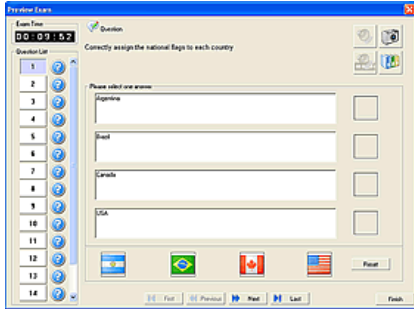 Preview Exam
Exam Time
00:09:52
Question List
1
2
3
4
5
6
7
8
9
10
11
12
13
14
Question
Correctly assign the national flags to each country
Please select one answer
Argentina
Brazil
Canada
USA
Reset
First
Previous
Next
Last
Finish